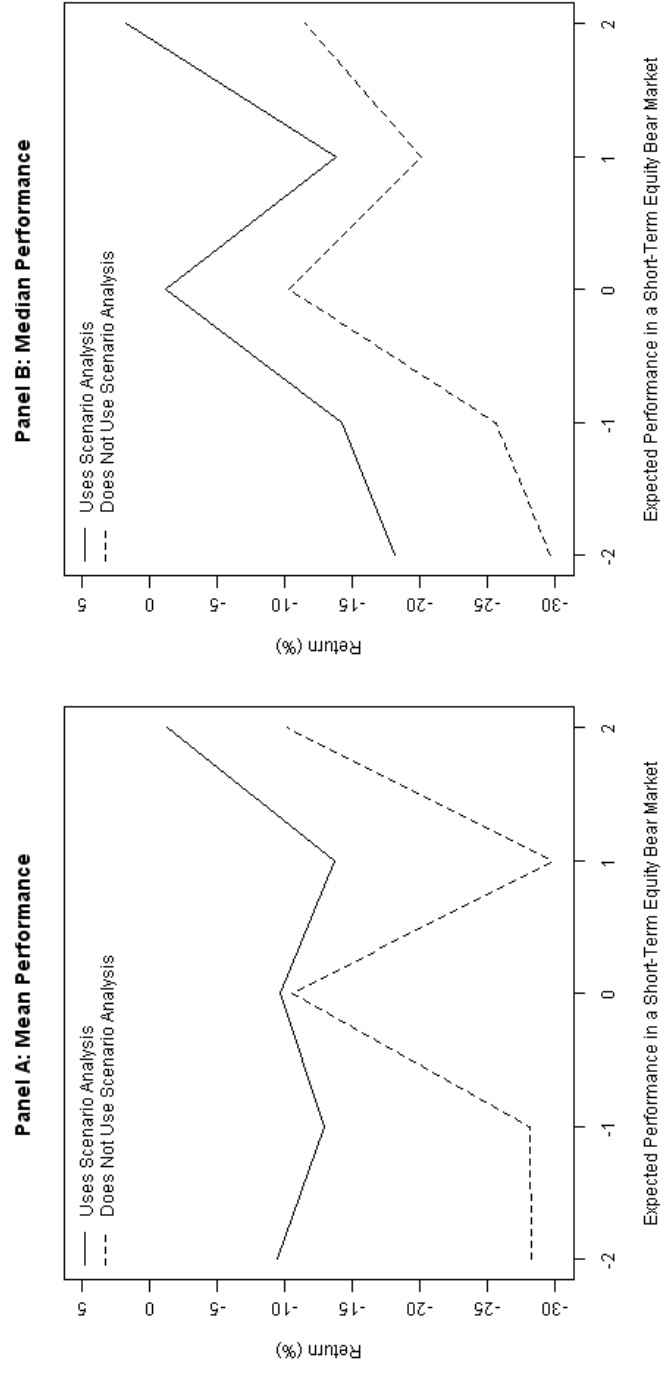 Panel A: Mean Performance
Uses Scenario Analysis
Does Not Use Scenario Analysis
Return (%)
5
0
-5
-10
-15
-20
-25
-30
-2
-1
0
1
2
Expected Performance in a Short-Term Equity Bear Market
Panel B: Median Performance
Uses Scenario Analysis
Does Not Use Scenario Analysis
Return (%)
5
0
-5
-10
-15
-20
-25
-30
-2
-1
0
1
2
Expected Performance in a Short-Term Equity Bear Market